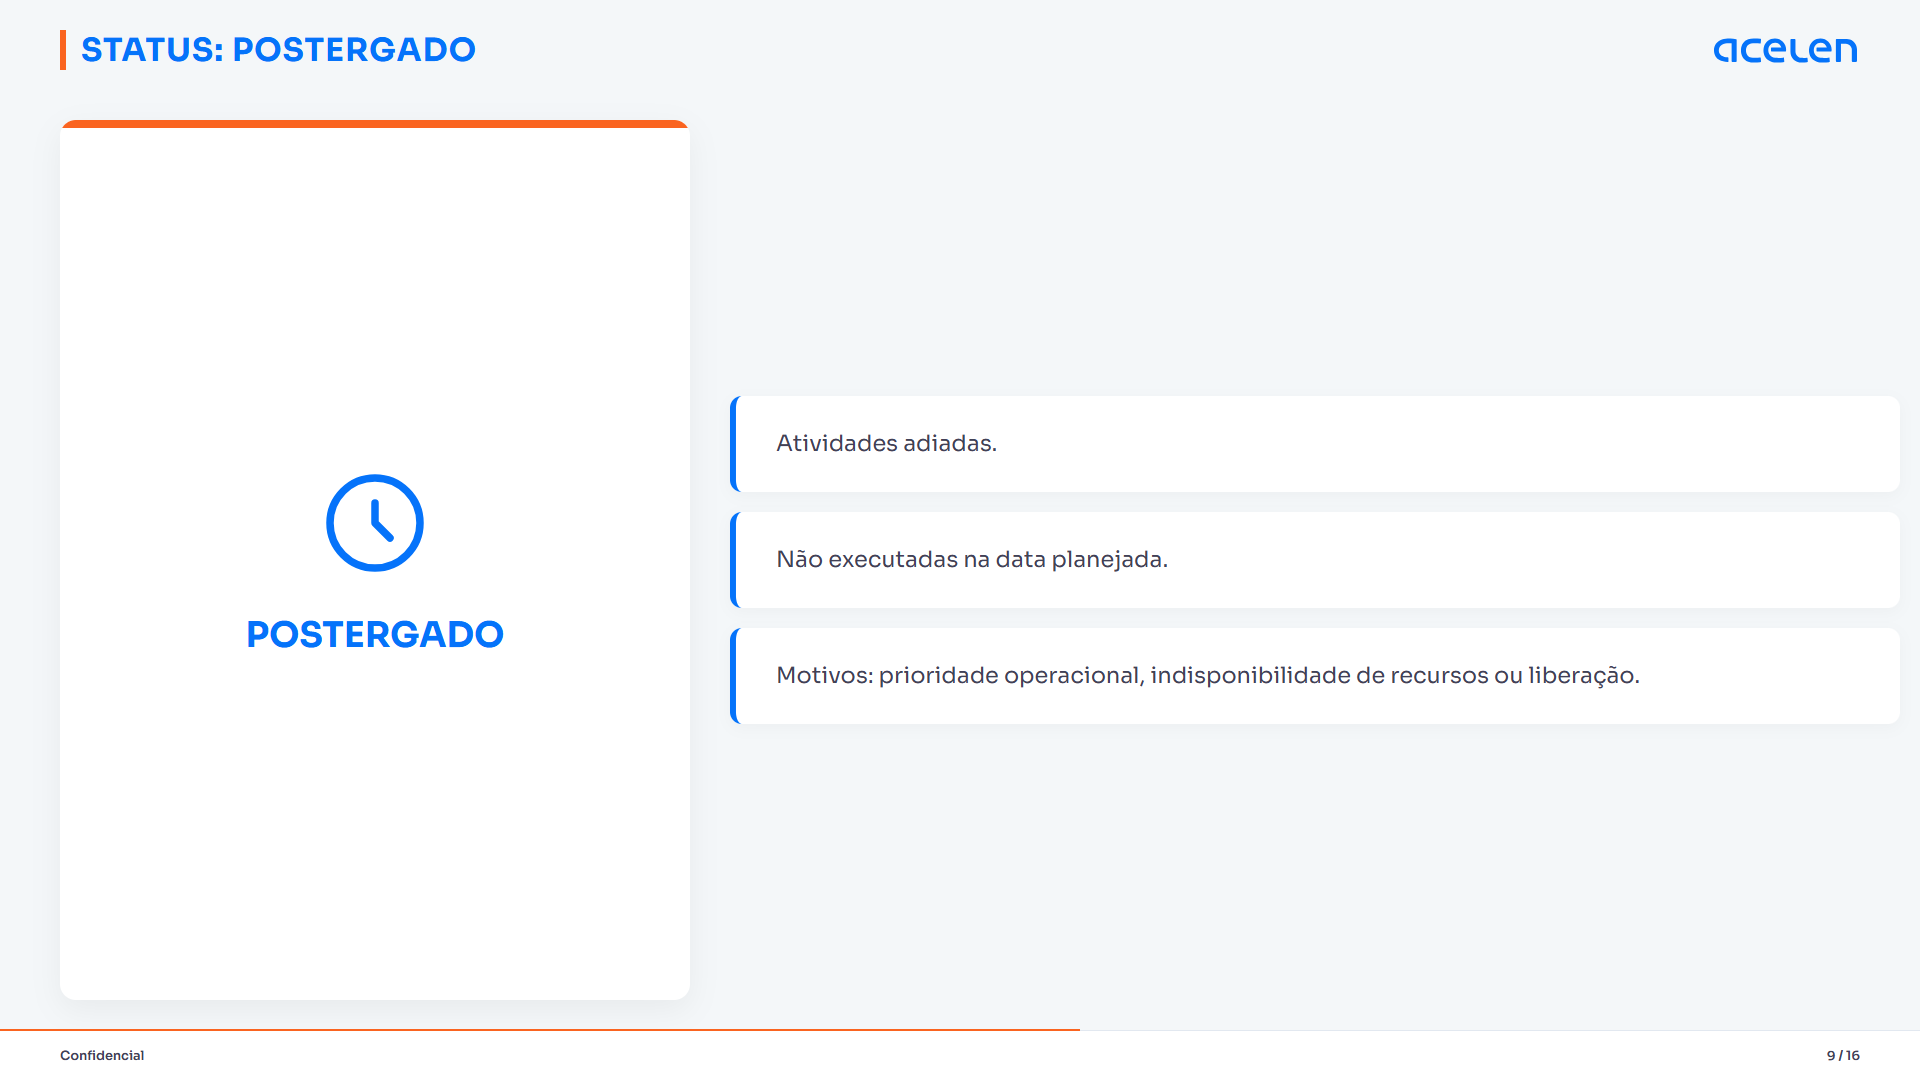 STATUS: POSTERGADO
acelen
POSTERGADO
Atividades adiadas.
Não executadas na data planejada.
Motivos: prioridade operacional, indisponibilidade de recursos ou liberação.
Confidencial
9 / 16